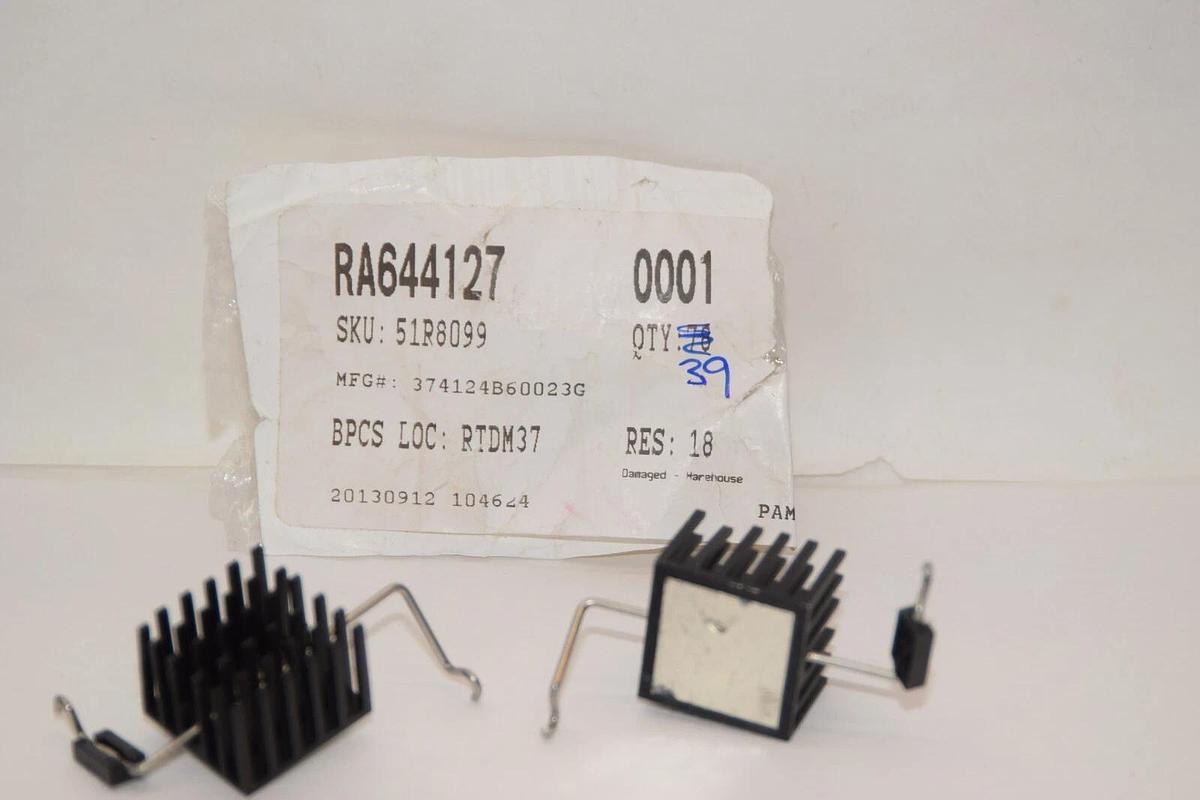 RA644127 0001
SKU: 51R8099 QTY:
39
MFG#: 374124B60023G
BPCS LOC: RTDM37 RES: 18
Damaged - Warehouse
20130912 104624
PAM